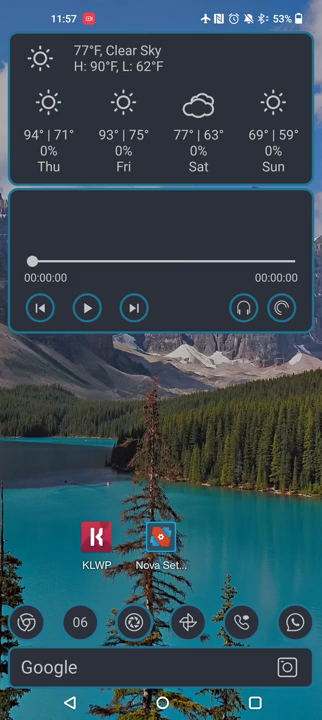 11:57
53%
77°F, Clear Sky
H: 90°F, L: 62°F
94° | 71° 93° | 75° 77° | 63° 69° | 59°
0% 0% 0% 0%
Thu Fri Sat Sun
00:00:00 00:00:00
KLWP Nova Set...
06
Google